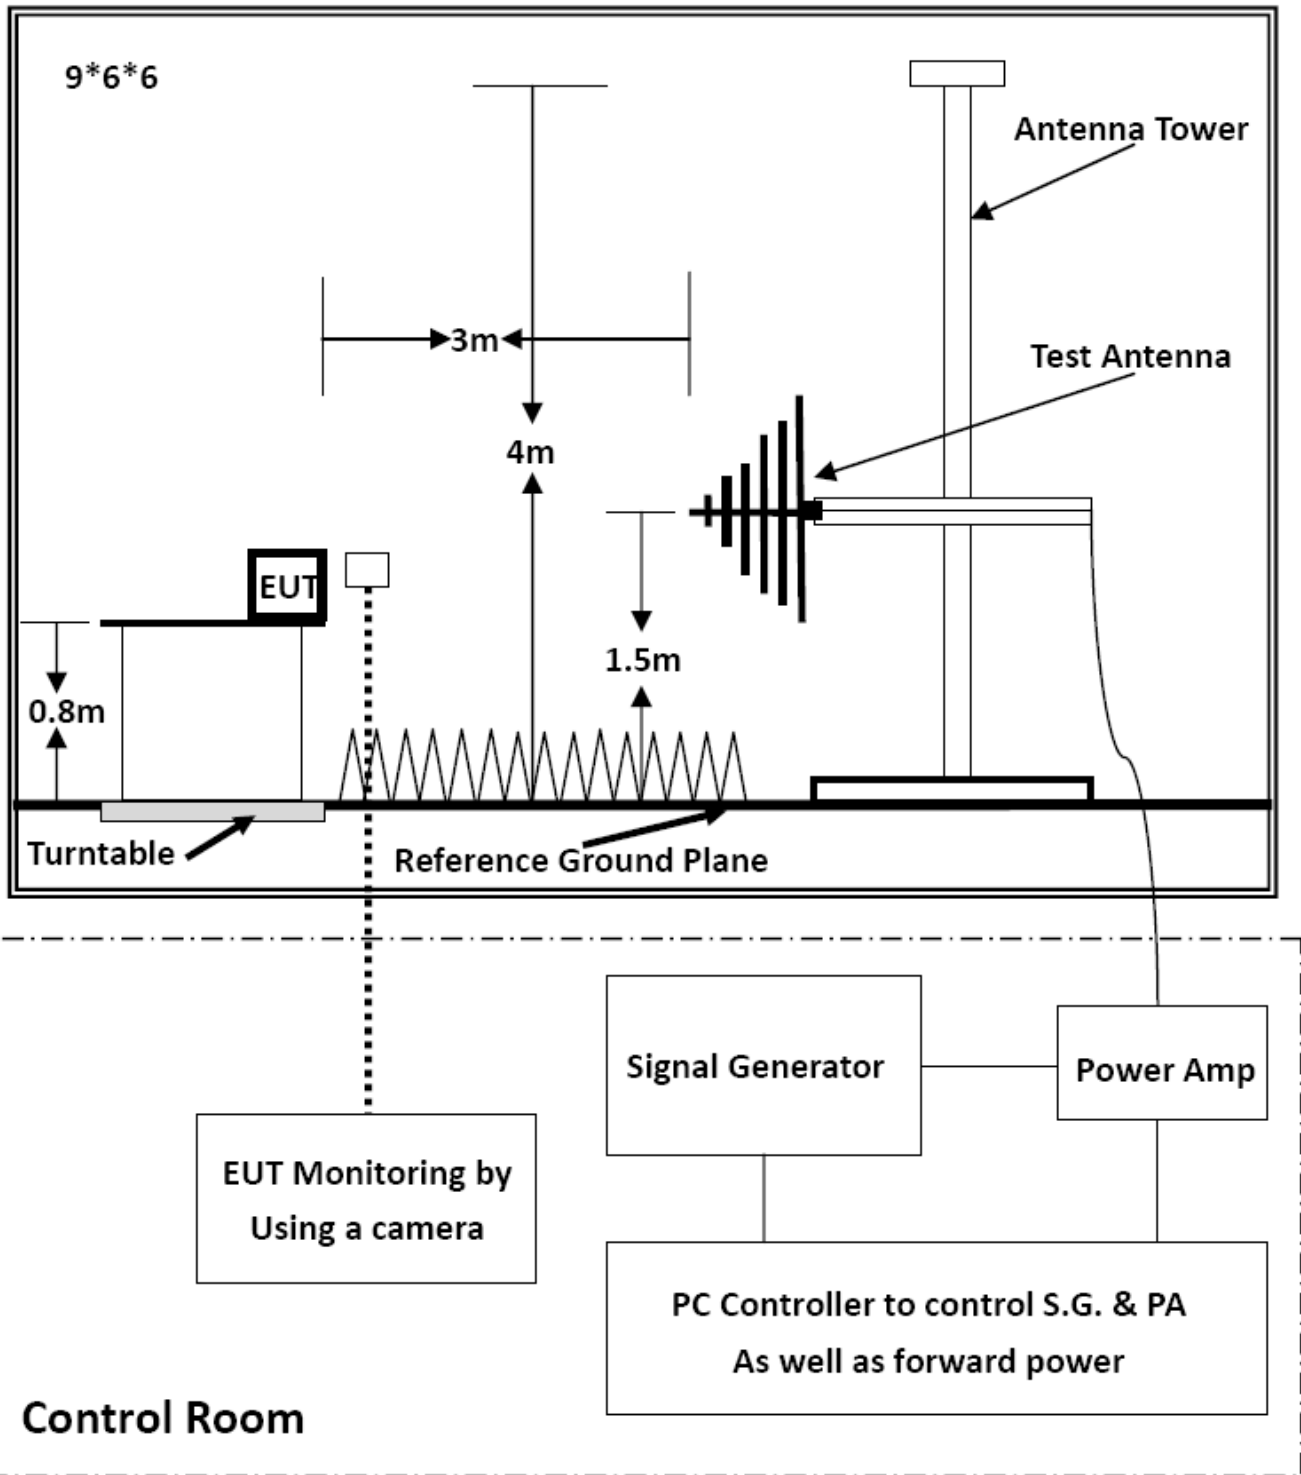 9*6*6
Antenna Tower
3m
Test Antenna
4m
EUT
1.5m
0.8m
Turntable
Reference Ground Plane
Signal Generator
Power Amp
EUT Monitoring by
Using a camera
PC Controller to control S.G. & PA
As well as forward power
Control Room